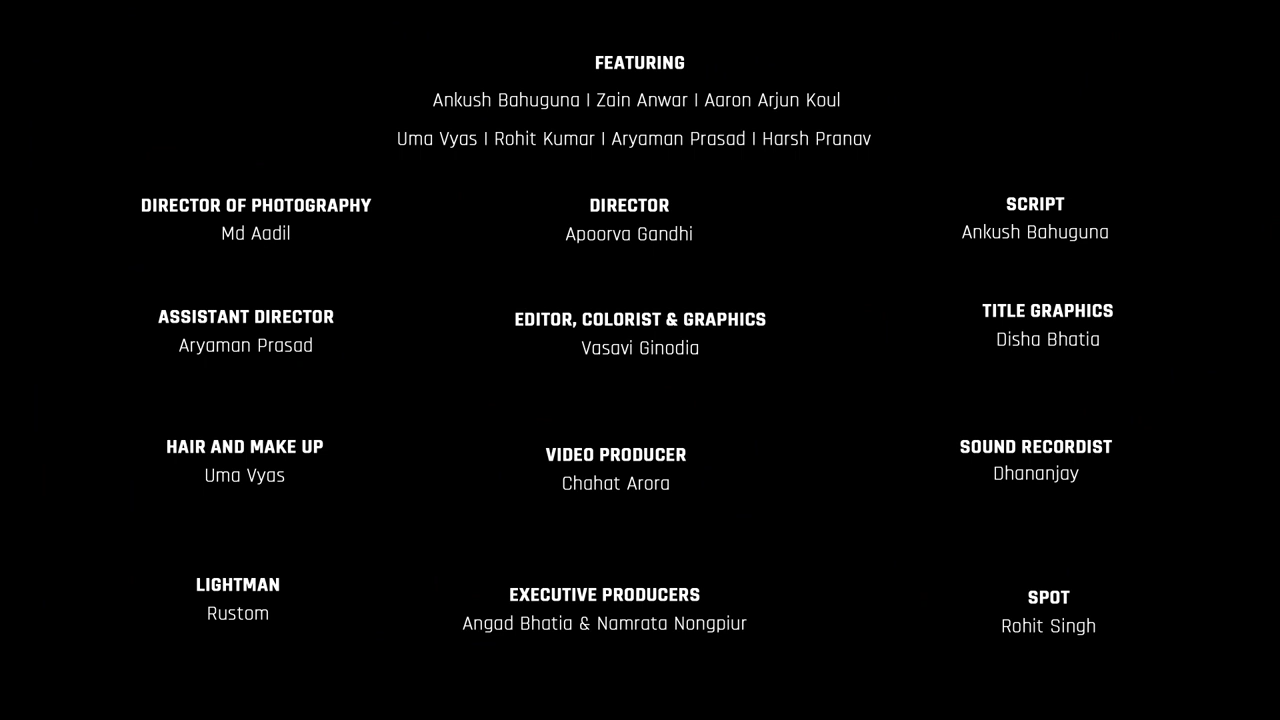 FEATURING
Ankush Bahuguna | Zain Anwar | Aaron Arjun Koul
Uma Vyas | Rohit Kumar | Aryaman Prasad | Harsh Pranav
DIRECTOR OF PHOTOGRAPHY
Md Aadil
DIRECTOR
Apoorva Gandhi
SCRIPT
Ankush Bahuguna
ASSISTANT DIRECTOR
Aryaman Prasad
EDITOR, COLORIST & GRAPHICS
Vasavi Ginodia
TITLE GRAPHICS
Disha Bhatia
HAIR AND MAKE UP
Uma Vyas
VIDEO PRODUCER
Chahat Arora
SOUND RECORDIST
Dhananjay
LIGHTMAN
Rustom
EXECUTIVE PRODUCERS
Angad Bhatia & Namrata Nongpiur
SPOT
Rohit Singh